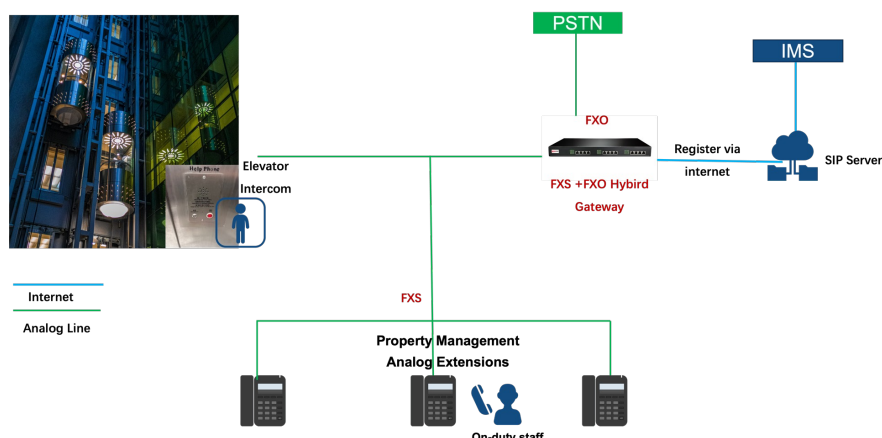 PSTN
IMS
FXO
Register via
internet
SIP Server
FXS +FXO Hybird
Gateway
Help Phone
Elevator
Intercom
Internet
Analog Line
FXS
Property Management
Analog Extensions
On-duty staff